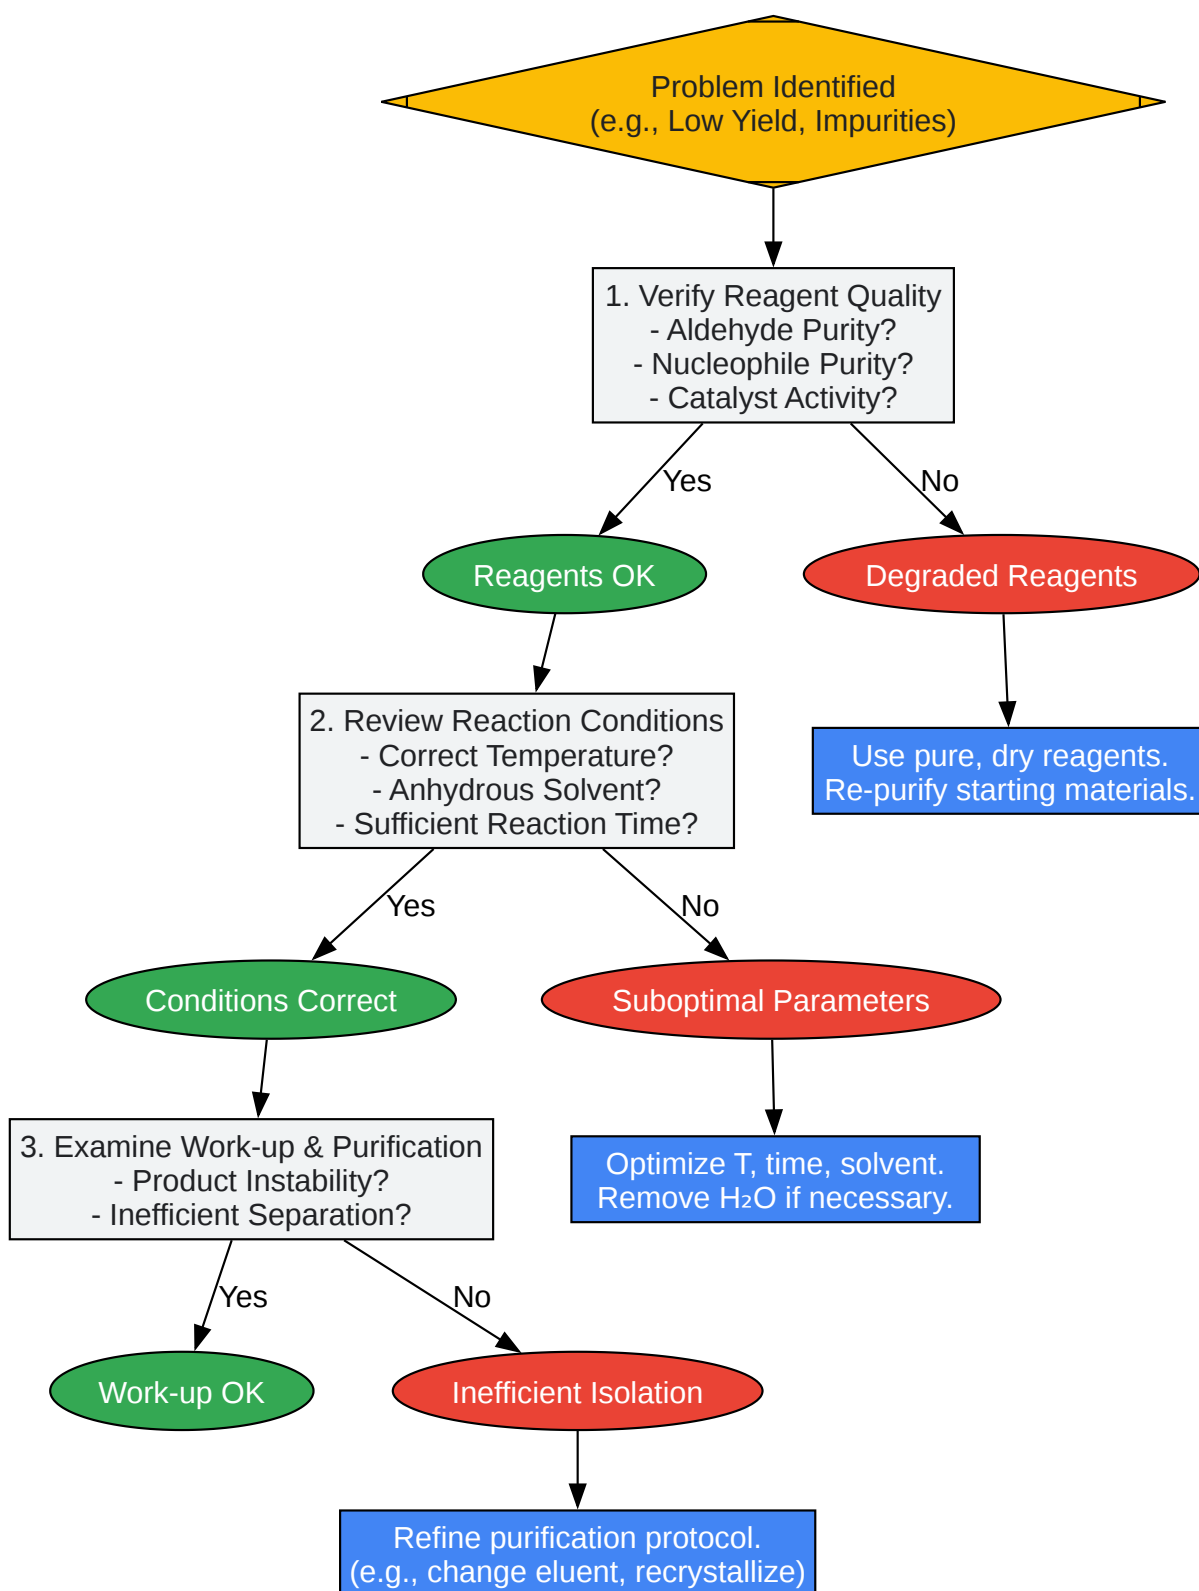 Problem Identified
(e.g., Low Yield, Impurities)
1. Verify Reagent Quality
- Aldehyde Purity?
- Nucleophile Purity?
- Catalyst Activity?
Yes
No
Reagents OK
Degraded Reagents
2. Review Reaction Conditions
- Correct Temperature?
- Anhydrous Solvent?
- Sufficient Reaction Time?
Use pure, dry reagents.
Re-purify starting materials.
Yes
No
Conditions Correct
Suboptimal Parameters
3. Examine Work-up & Purification
- Product Instability?
- Inefficient Separation?
Optimize T, time, solvent.
Remove H₂O if necessary.
Yes
No
Work-up OK
Inefficient Isolation
Refine purification protocol.
(e.g., change eluent, recrystallize)